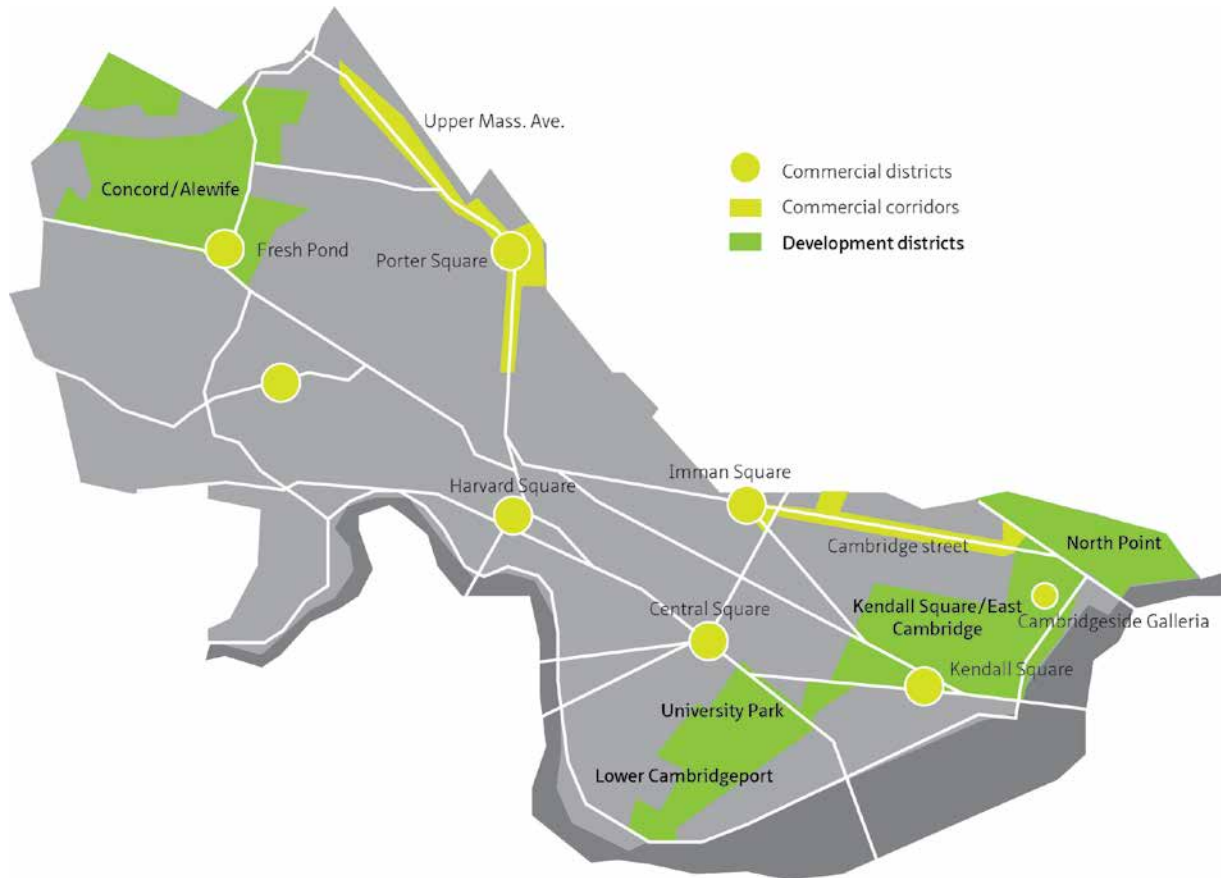 Upper Mass. Ave.
Commercial districts
Commercial corridors
Development districts
Concord/Alewife
Fresh Pond
Porter Square
Imman Square
Harvard Square
Cambridge street
North Point
Central Square
Kendall Square/East
Cambridge
Cambridgeside Galleria
Kendall Square
University Park
Lower Cambridgeport